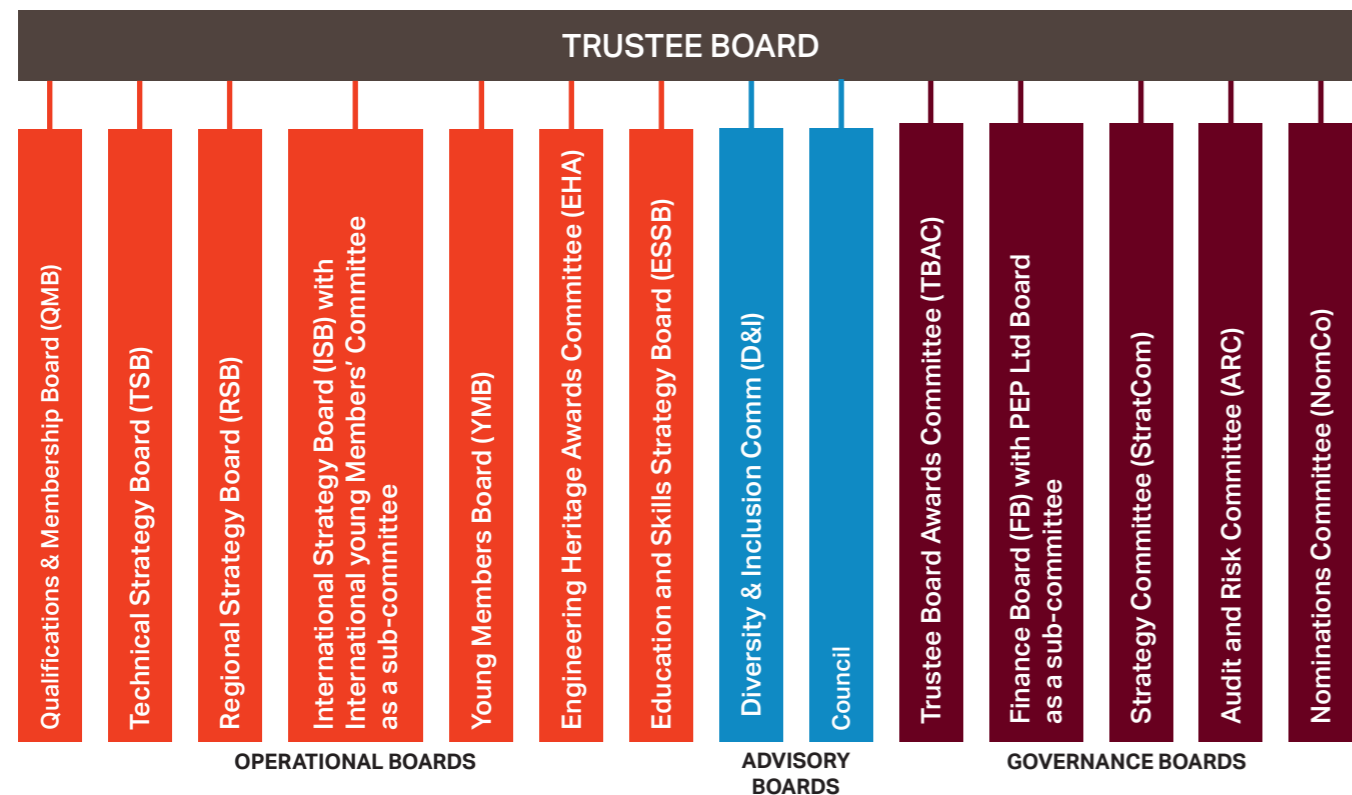 TRUSTEE BOARD
Qualifications & Membership Board (QMB)
Technical Strategy Board (TSB)
Regional Strategy Board (RSB)
International Strategy Board (ISB) with
International young Members' Committee
as a sub-committee
Young Members Board (YMB)
Engineering Heritage Awards Committee (EHA)
Education and Skills Strategy Board (ESSB)
Diversity & Inclusion Comm (D&I)
Council
Trustee Board Awards Committee (TBAC)
Finance Board (FB) with PEP Ltd Board
as a sub-committee
Strategy Committee (StratCom)
Audit and Risk Committee (ARC)
Nominations Committee (NomCo)
OPERATIONAL BOARDS
ADVISORY
BOARDS
GOVERNANCE BOARDS